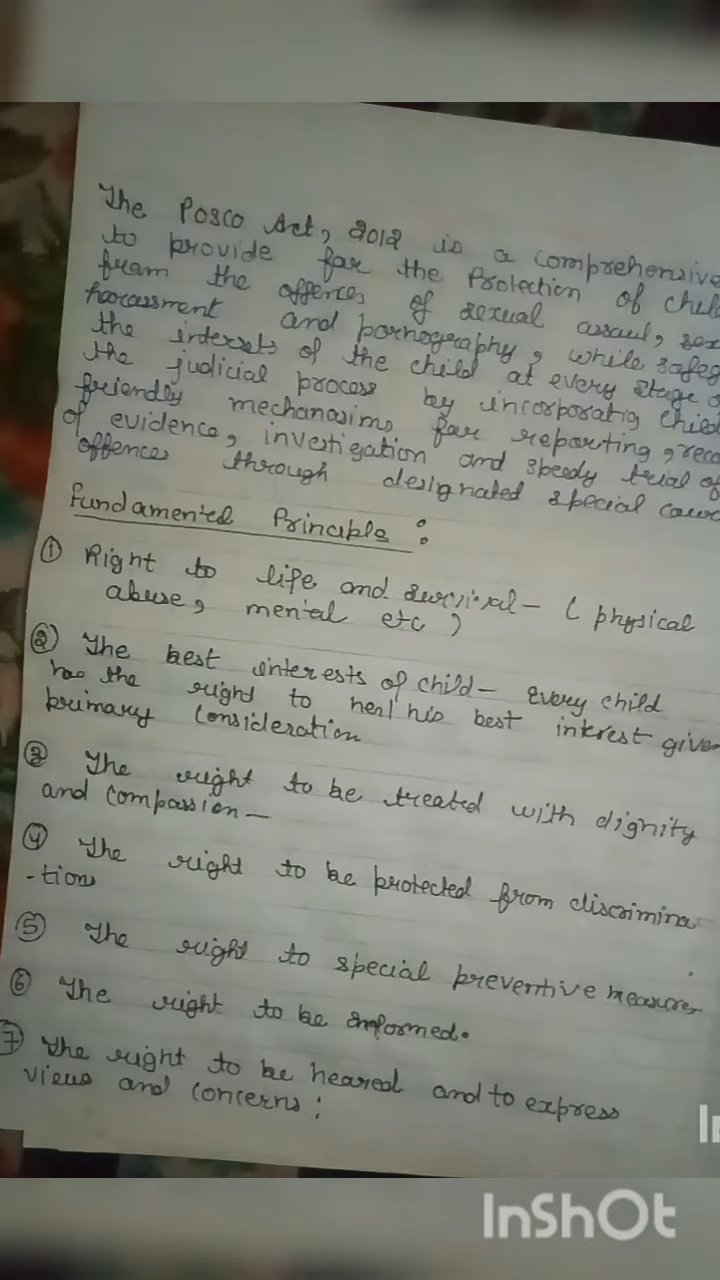 The Posco Act, 2012 is a comprehensive
to provide for the Protection of chil
from the offences of sexual assaul, sex
harassment and pornography, while safeg
the interests of the child at every stage o
the judicial process by incorporatig child
friendly mechanasims for reporting, reco
of evidence, investigation and speedy trial of
offences through designated special cour
Fundamental Principle :
① Right to life and survival – ( physical
abuse, mental etc )
② The best interests of child – Every child
has the right to his best interest given
primary consideration
③ The right to be treated with dignity
and compassion –
④ The right to be protected from discrimina
-tion
⑤ The right to special preventive measures
⑥ The right to be informed.
⑦ The right to be heared and to express
views and concerns :
In
InShOt